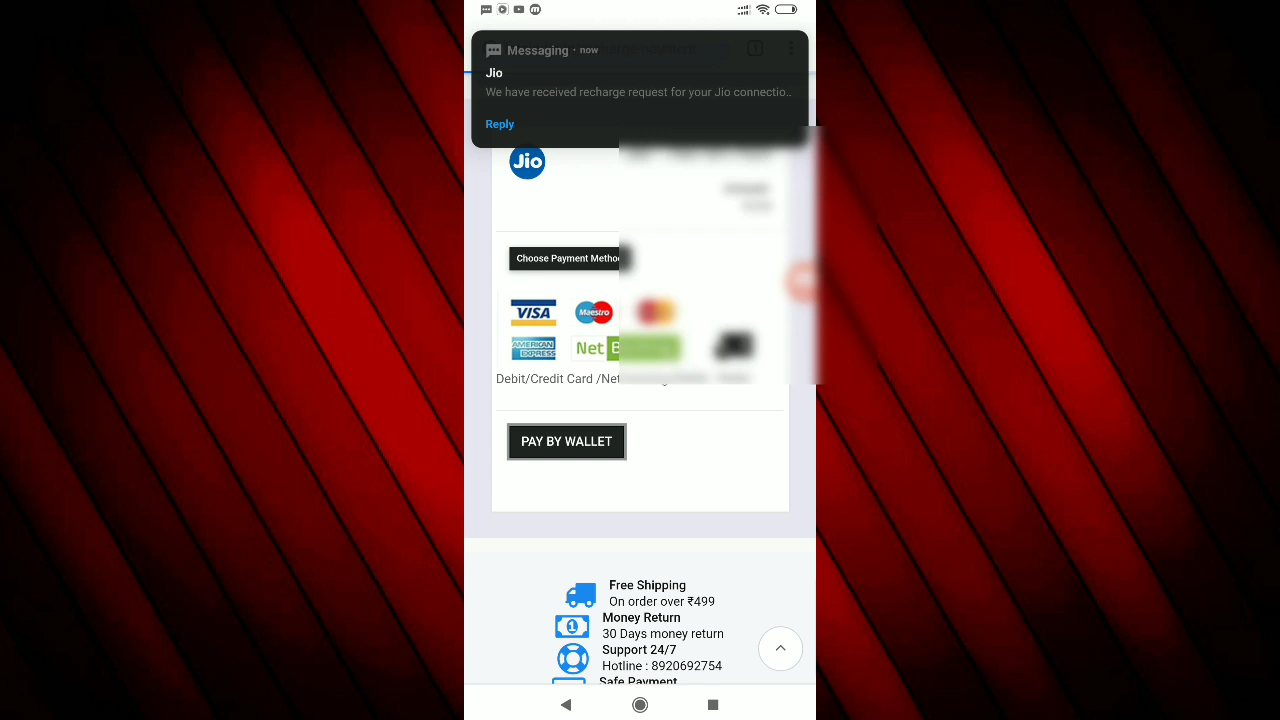 Messaging • now
Jio
We have received recharge request for your Jio connectio..
Reply
Jio
Choose Payment Metho
VISA
Maestro
AMERICAN EXPRESS
Net B
Debit/Credit Card /Net
PAY BY WALLET
Free Shipping
On order over ₹499
Money Return
30 Days money return
Support 24/7
Hotline : 8920692754
Safe Payment